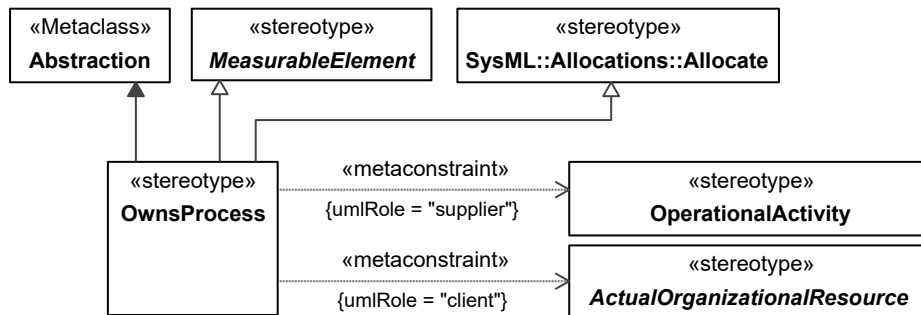 «Metaclass»
Abstraction
«stereotype»
MeasurableElement
«stereotype»
SysML::Allocations::Allocate
«stereotype»
OwnsProcess
«metaconstraint»
{umlRole = "supplier"}
«stereotype»
OperationalActivity
«metaconstraint»
{umlRole = "client"}
«stereotype»
ActualOrganizationalResource